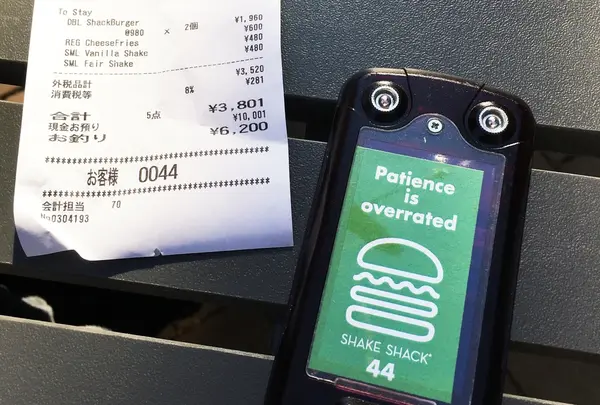 To Stay
DBL ShackBurger ¥1,960
@980 × 2個
REG CheeseFries ¥600
SML Vanilla Shake ¥480
SML Fair Shake ¥480
外税品計 ¥3,520
消費税等 8% ¥281
合計 5点 ¥3,801
現金お預り ¥10,001
お釣り ¥6,200
********************************
お客様 0044
********************************
会計担当 70
No0304193
Patience
is
overrated
SHAKE SHACK
44